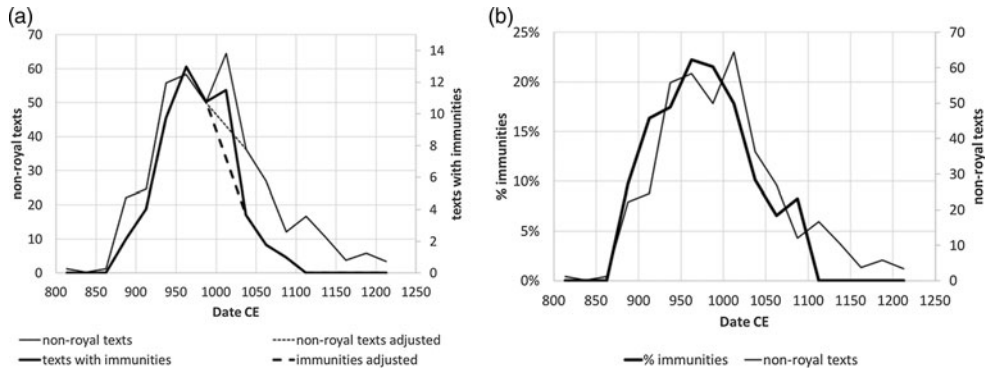 (a)
70
60
50
40
30
20
10
0
non-royal texts
14
12
10
8
6
4
2
0
texts with immunities
800 850 900 950 1000 1050 1100 1150 1200 1250
Date CE
non-royal texts
non-royal texts adjusted
texts with immunities
immunities adjusted
(b)
25%
20%
15%
10%
5%
0%
% immunities
70
60
50
40
30
20
10
0
non-royal texts
800 850 900 950 1000 1050 1100 1150 1200 1250
Date CE
% immunities
non-royal texts